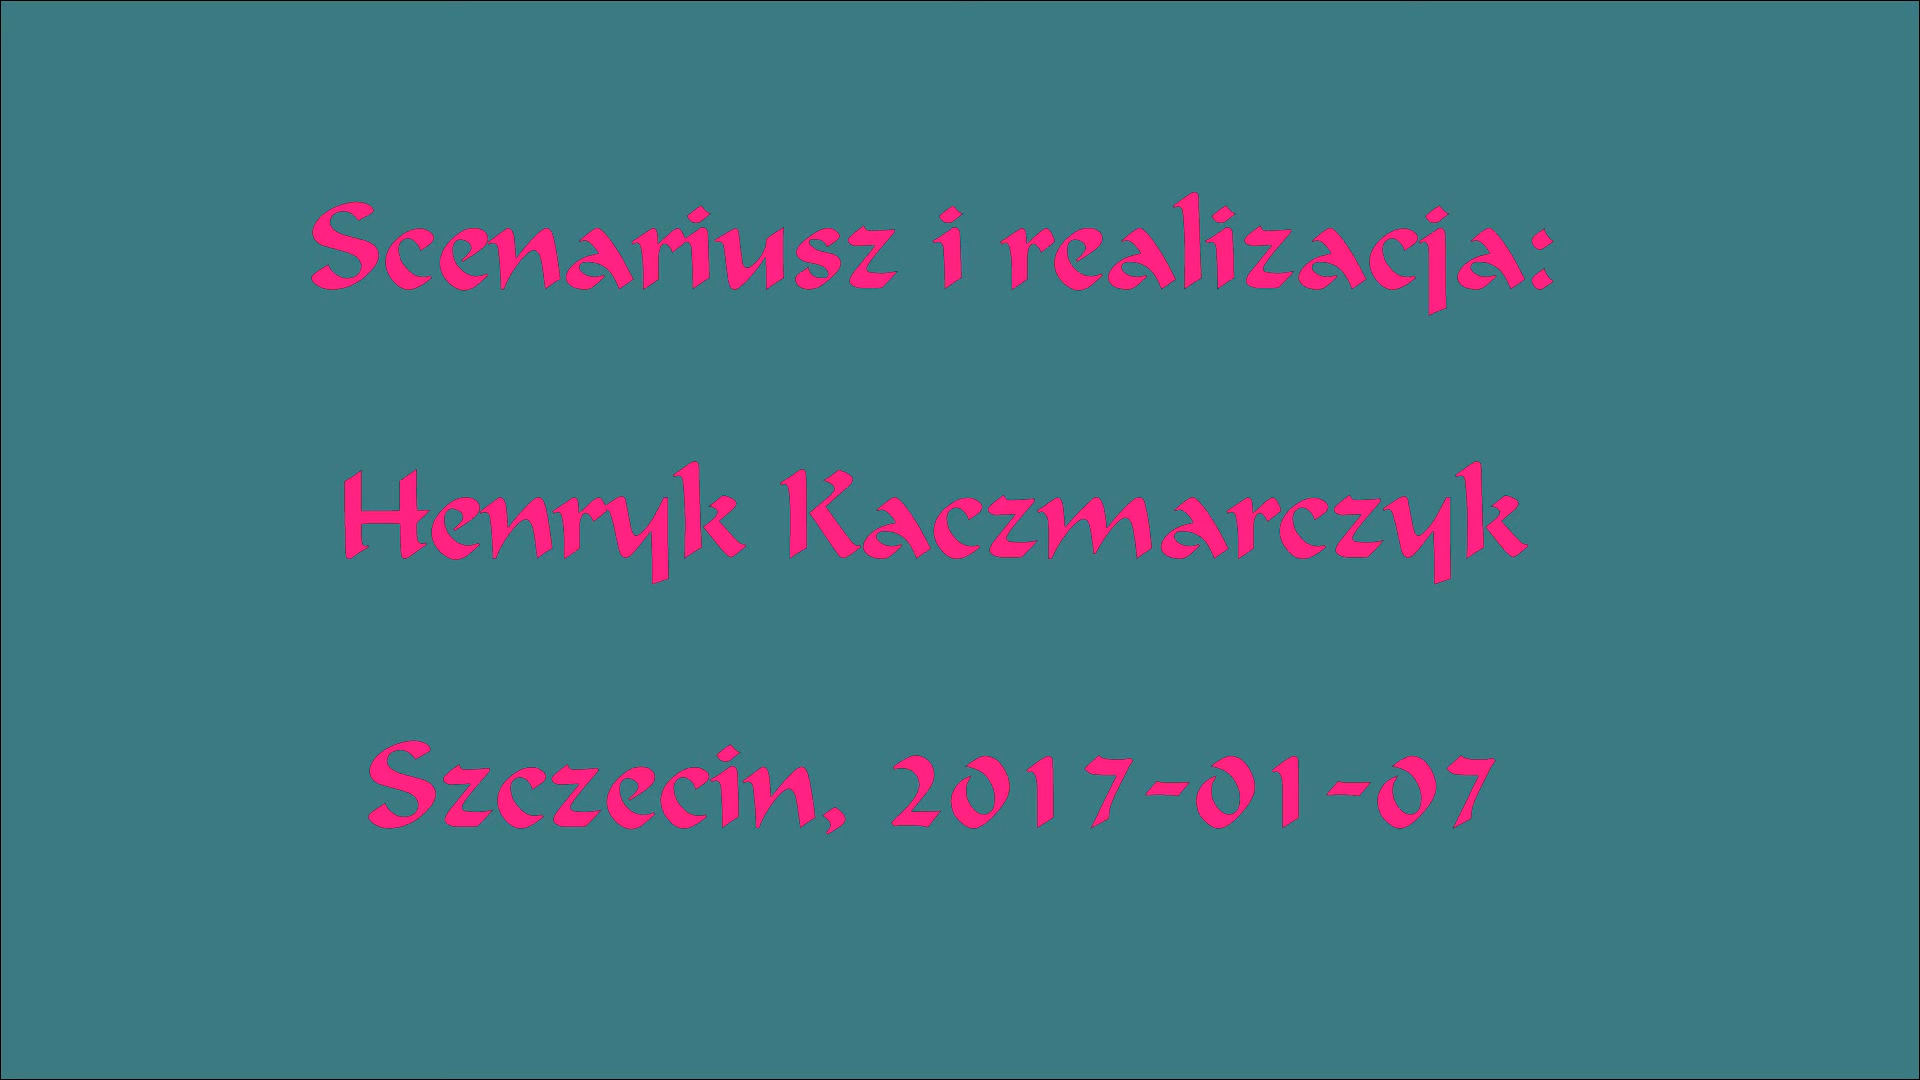 Scenariusz i realizacja:
Henryk Kaczmarczyk
Szczecin, 2017-01-07